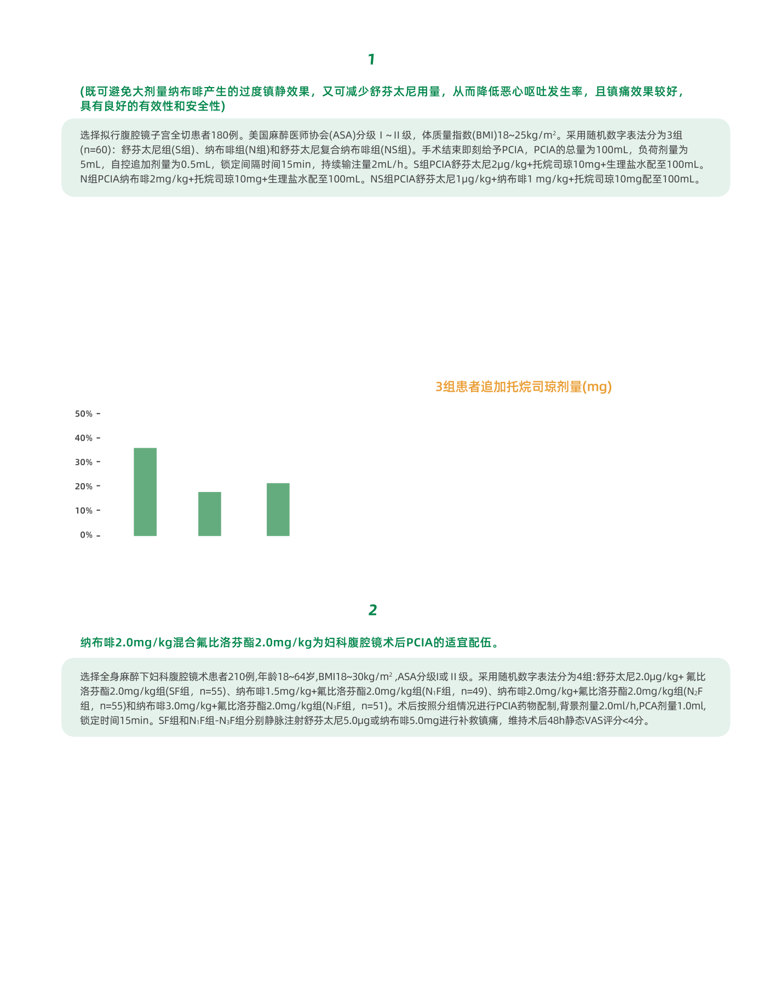 1
(既可避免大剂量纳布啡产生的过度镇静效果，又可减少舒芬太尼用量，从而降低恶心呕吐发生率，且镇痛效果较好，
具有良好的有效性和安全性)
选择拟行腹腔镜子宫全切患者180例。美国麻醉医师协会(ASA)分级 I ~ II 级，体质量指数(BMI)18~25kg/m²。采用随机数字表法分为3组
(n=60)：舒芬太尼组(S组)、纳布啡组(N组)和舒芬太尼复合纳布啡组(NS组)。手术结束即刻给予PCIA，PCIA的总量为100mL，负荷剂量为
5mL，自控追加剂量为0.5mL，锁定间隔时间15min，持续输注量2mL/h。S组PCIA舒芬太尼2μg/kg+托烷司琼10mg+生理盐水配至100mL。
N组PCIA纳布啡2mg/kg+托烷司琼10mg+生理盐水配至100mL。NS组PCIA舒芬太尼1μg/kg+纳布啡1 mg/kg+托烷司琼10mg配至100mL。
3组患者追加托烷司琼剂量(mg)
50%
40%
30%
20%
10%
0%
2
纳布啡2.0mg/kg混合氟比洛芬酯2.0mg/kg为妇科腹腔镜术后PCIA的适宜配伍。
选择全身麻醉下妇科腹腔镜术患者210例,年龄18~64岁,BMI18~30kg/m² ,ASA分级I或 II 级。采用随机数字表法分为4组:舒芬太尼2.0μg/kg+ 氟比
洛芬酯2.0mg/kg组(SF组，n=55)、纳布啡1.5mg/kg+氟比洛芬酯2.0mg/kg组(N₁F组，n=49)、纳布啡2.0mg/kg+氟比洛芬酯2.0mg/kg组(N₂F
组，n=55)和纳布啡3.0mg/kg+氟比洛芬酯2.0mg/kg组(N₃F组，n=51)。术后按照分组情况进行PCIA药物配制,背景剂量2.0ml/h,PCA剂量1.0ml,
锁定时间15min。SF组和N₁F组-N₃F组分别静脉注射舒芬太尼5.0μg或纳布啡5.0mg进行补救镇痛，维持术后48h静态VAS评分<4分。